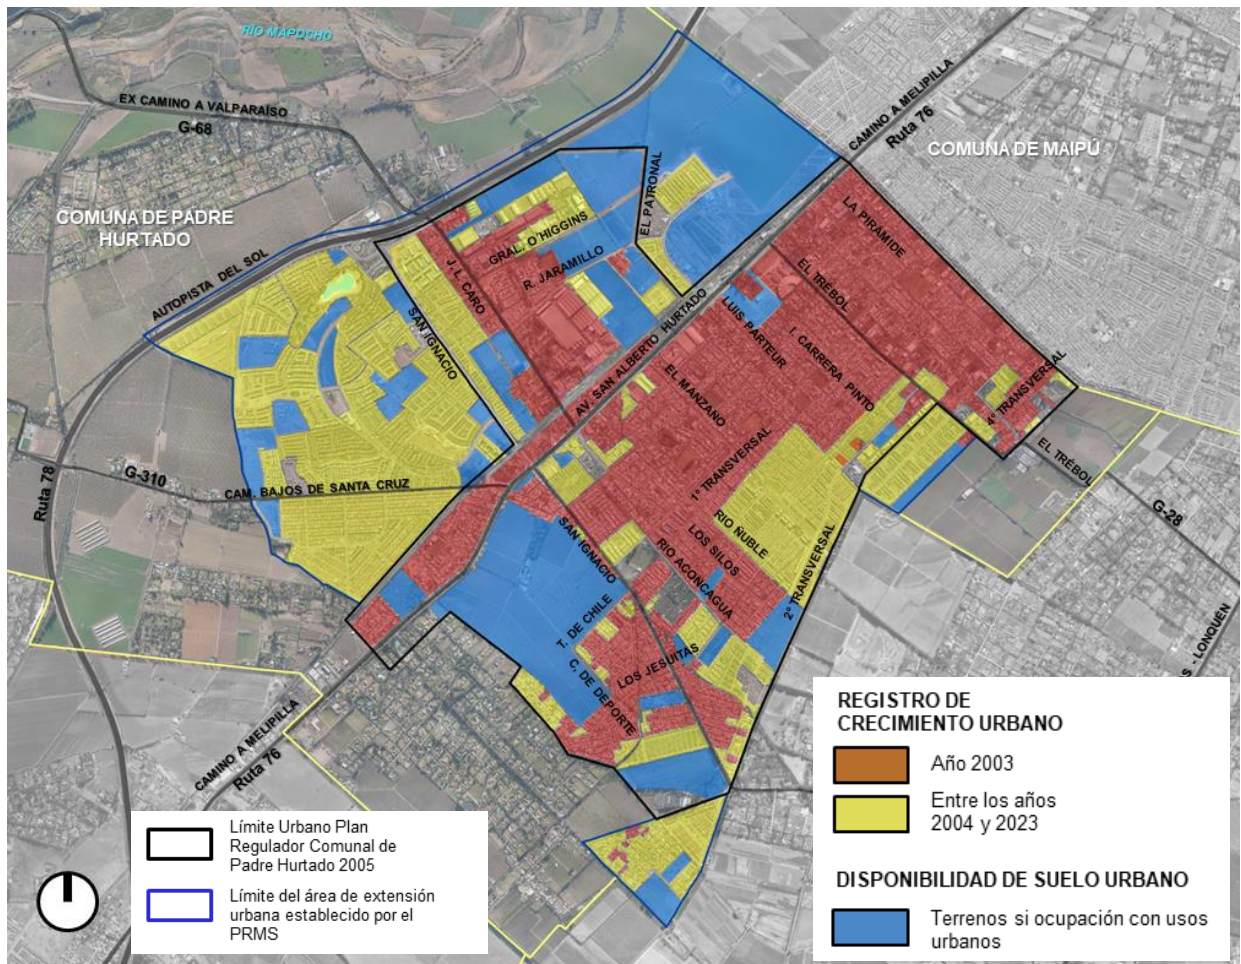 RÍO MAPOCHO
EX CAMINO A VALPARAÍSO
G-68
CAMINO A MELIPILLA
Ruta 76
COMUNA DE MAIPÚ
COMUNA DE PADRE
HURTADO
AUTOPISTA DEL SOL
EL PATRONAL
GRAL. O'HIGGINS
R. JARAMILLO
J. L. CARO
SAN IGNACIO
LA PIRAMIDE
EL TRÉBOL
LUIS PARTEUR
I. CARRERA PINTO
AV. SAN ALBERTO HURTADO
EL MANZANO
4° TRANSVERSAL
1° TRANSVERSAL
EL TRÉBOL
G-28
Ruta 78
G-310
CAM. BAJOS DE SANTA CRUZ
SAN IGNACIO
RIO ÑUBLE
LOS SILOS
RIO ACONCAGUA
2° TRANSVERSAL
T. DE CHILE
C. DE DEPORTE
LOS JESUITAS
S - LONQUÉN
CAMINO A MELIPILLA
Ruta 76
REGISTRO DE
CRECIMIENTO URBANO
Año 2003
Entre los años
2004 y 2023
DISPONIBILIDAD DE SUELO URBANO
Terrenos si ocupación con usos
urbanos
Límite Urbano Plan
Regulador Comunal de
Padre Hurtado 2005
Límite del área de extensión
urbana establecido por el
PRMS